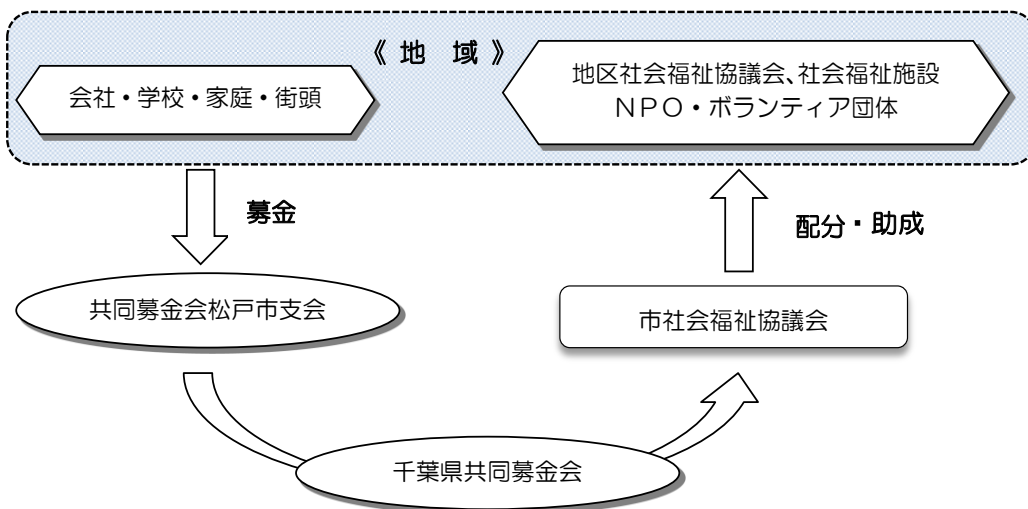 《 地 域 》
会社・学校・家庭・街頭
地区社会福祉協議会、社会福祉施設
NPO・ボランティア団体
募金
配分・助成
共同募金会松戸市支会
市社会福祉協議会
千葉県共同募金会